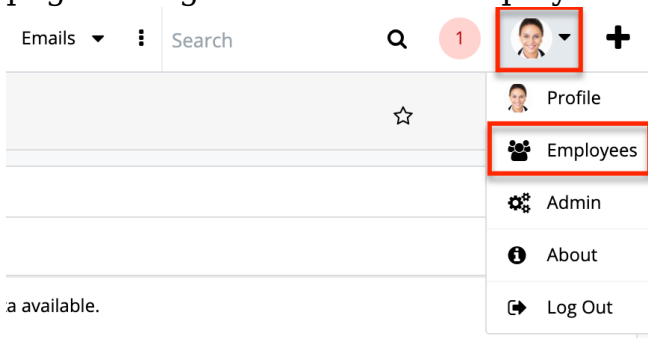 Emails
Search
1
Profile
Employees
Admin
About
a available.
Log Out